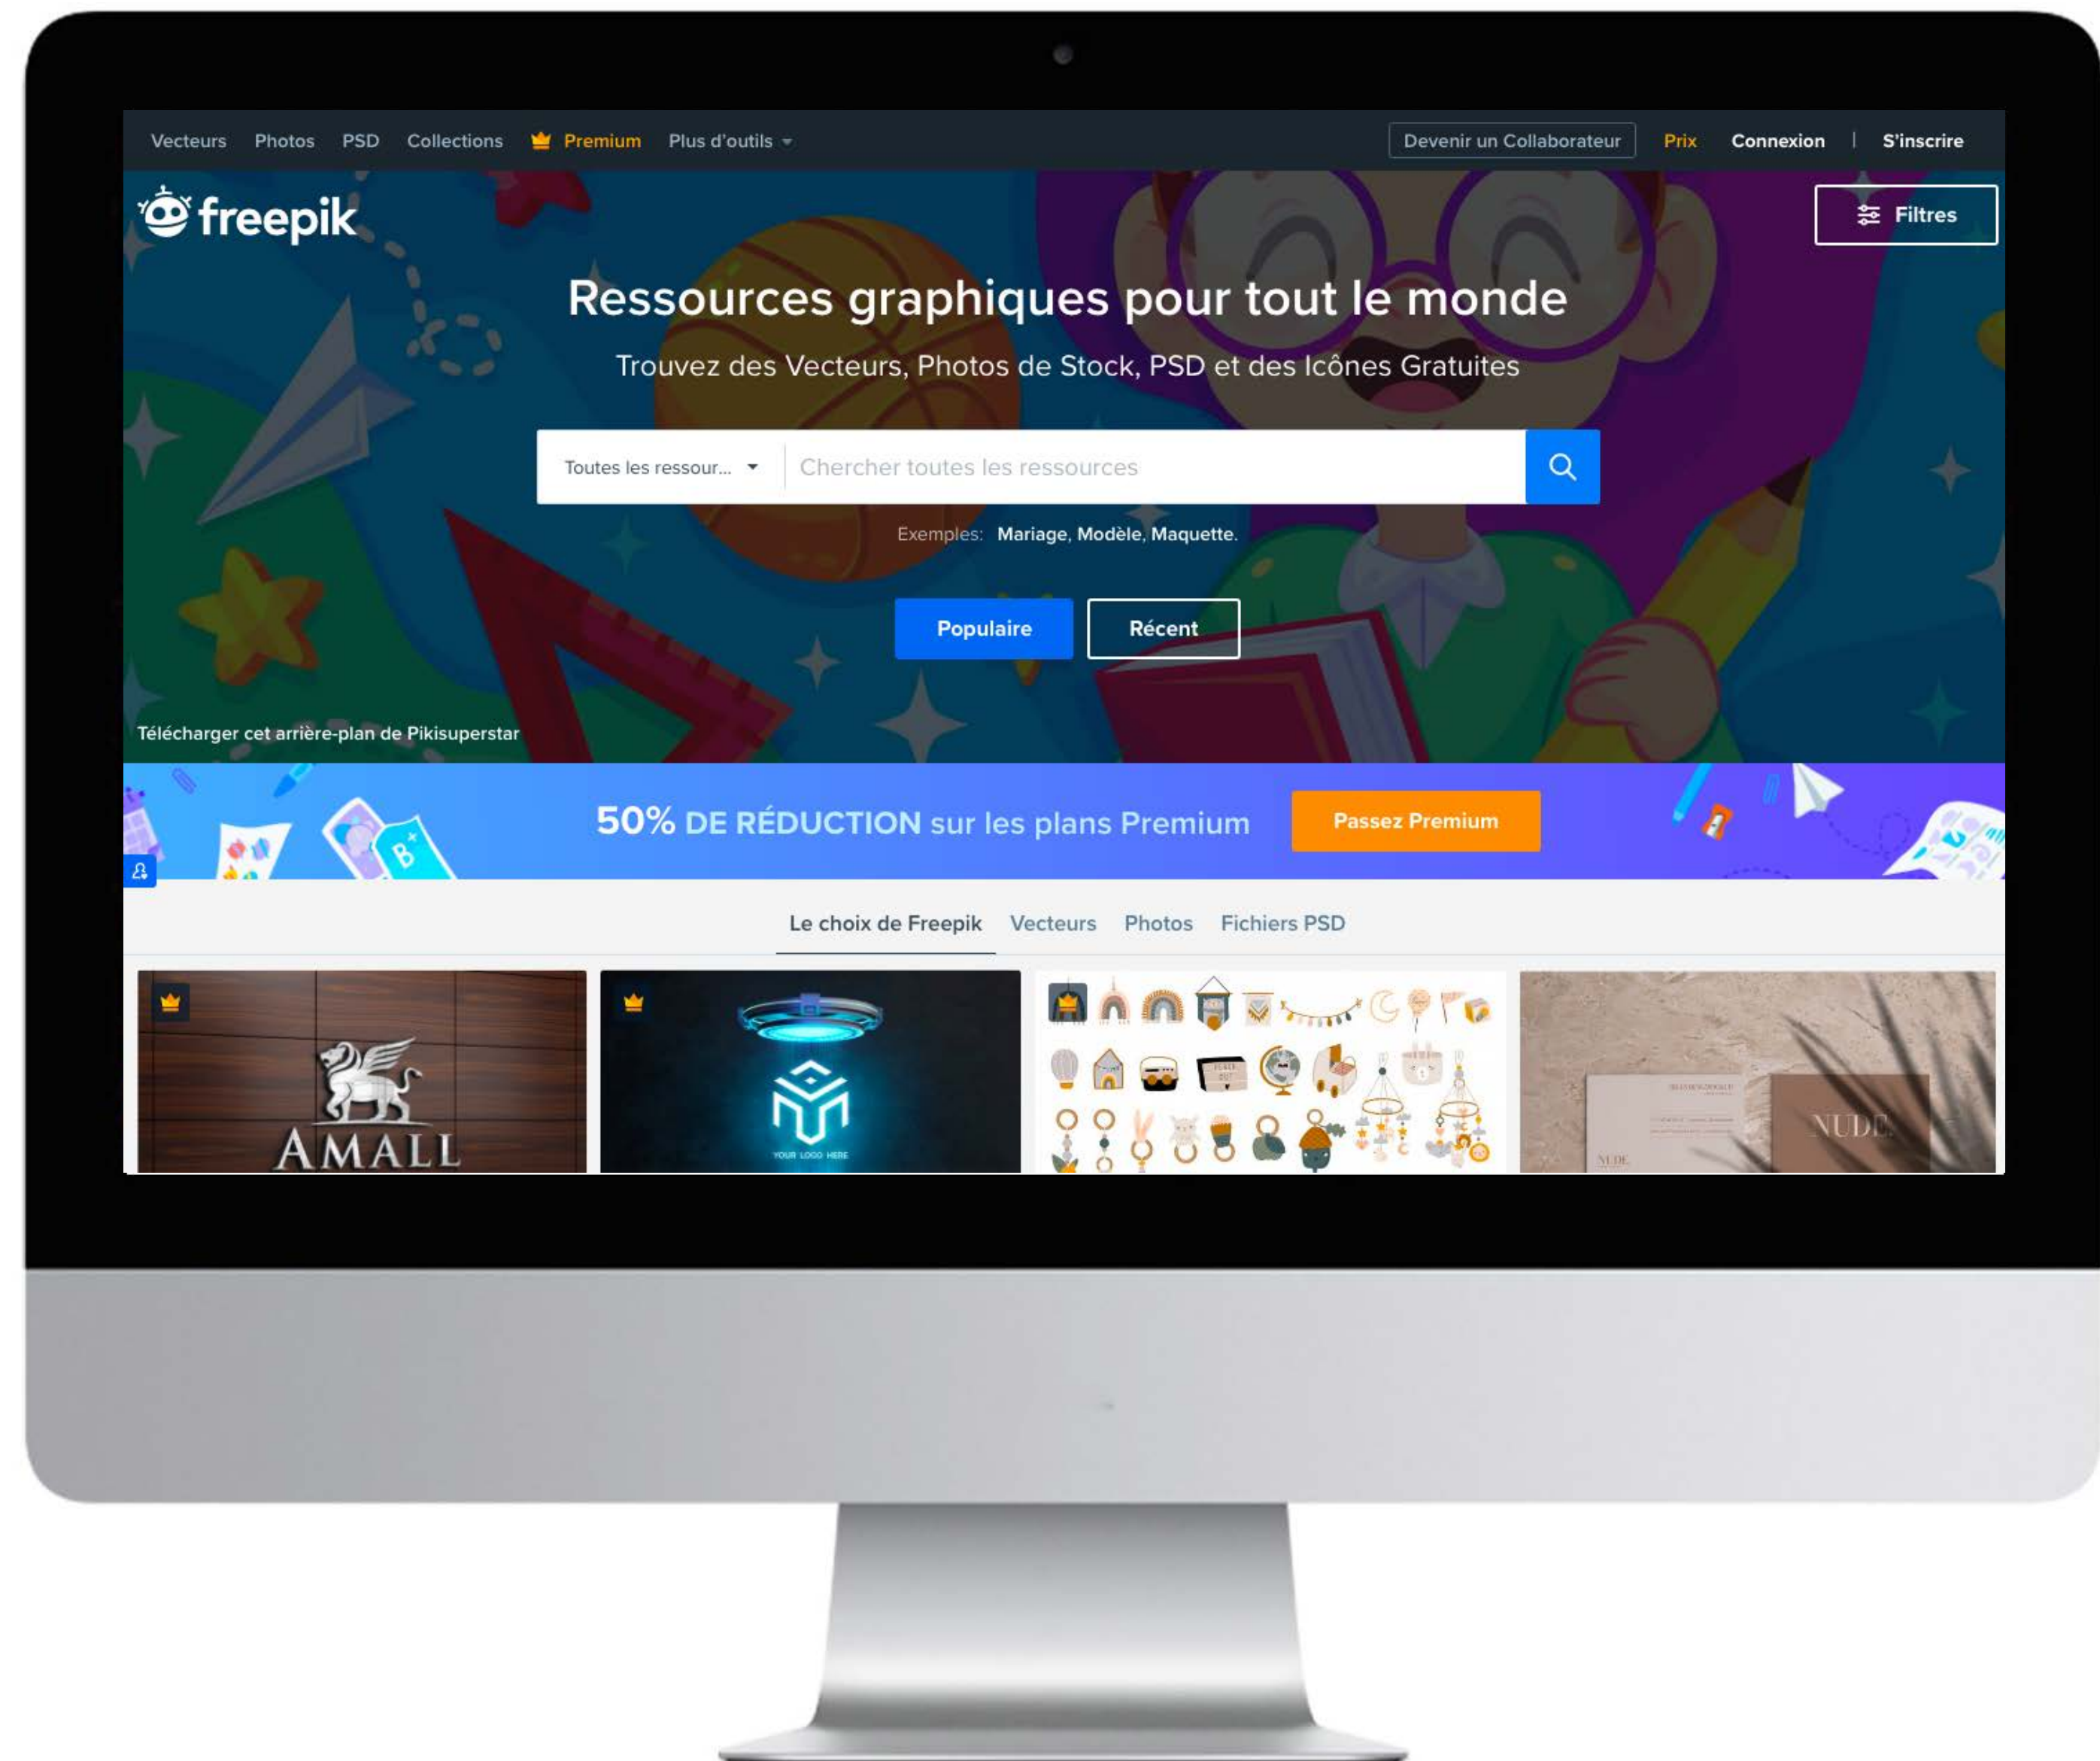 Vecteurs Photos PSD Collections Premium Plus d'outils Devenir un Collaborateur Prix Connexion | S'inscrire
freepik
Filtres
Ressources graphiques pour tout le monde
Trouvez des Vecteurs, Photos de Stock, PSD et des Icônes Gratuites
Toutes les ressour... Chercher toutes les ressources
Exemples: Mariage, Modèle, Maquette.
Populaire Récent
Télécharger cet arrière-plan de Pikisuperstar
50% DE RÉDUCTION sur les plans Premium Passez Premium
B+
Le choix de Freepik Vecteurs Photos Fichiers PSD
AMALL
YOUR LOGO HERE
NUDE.
NUDE.